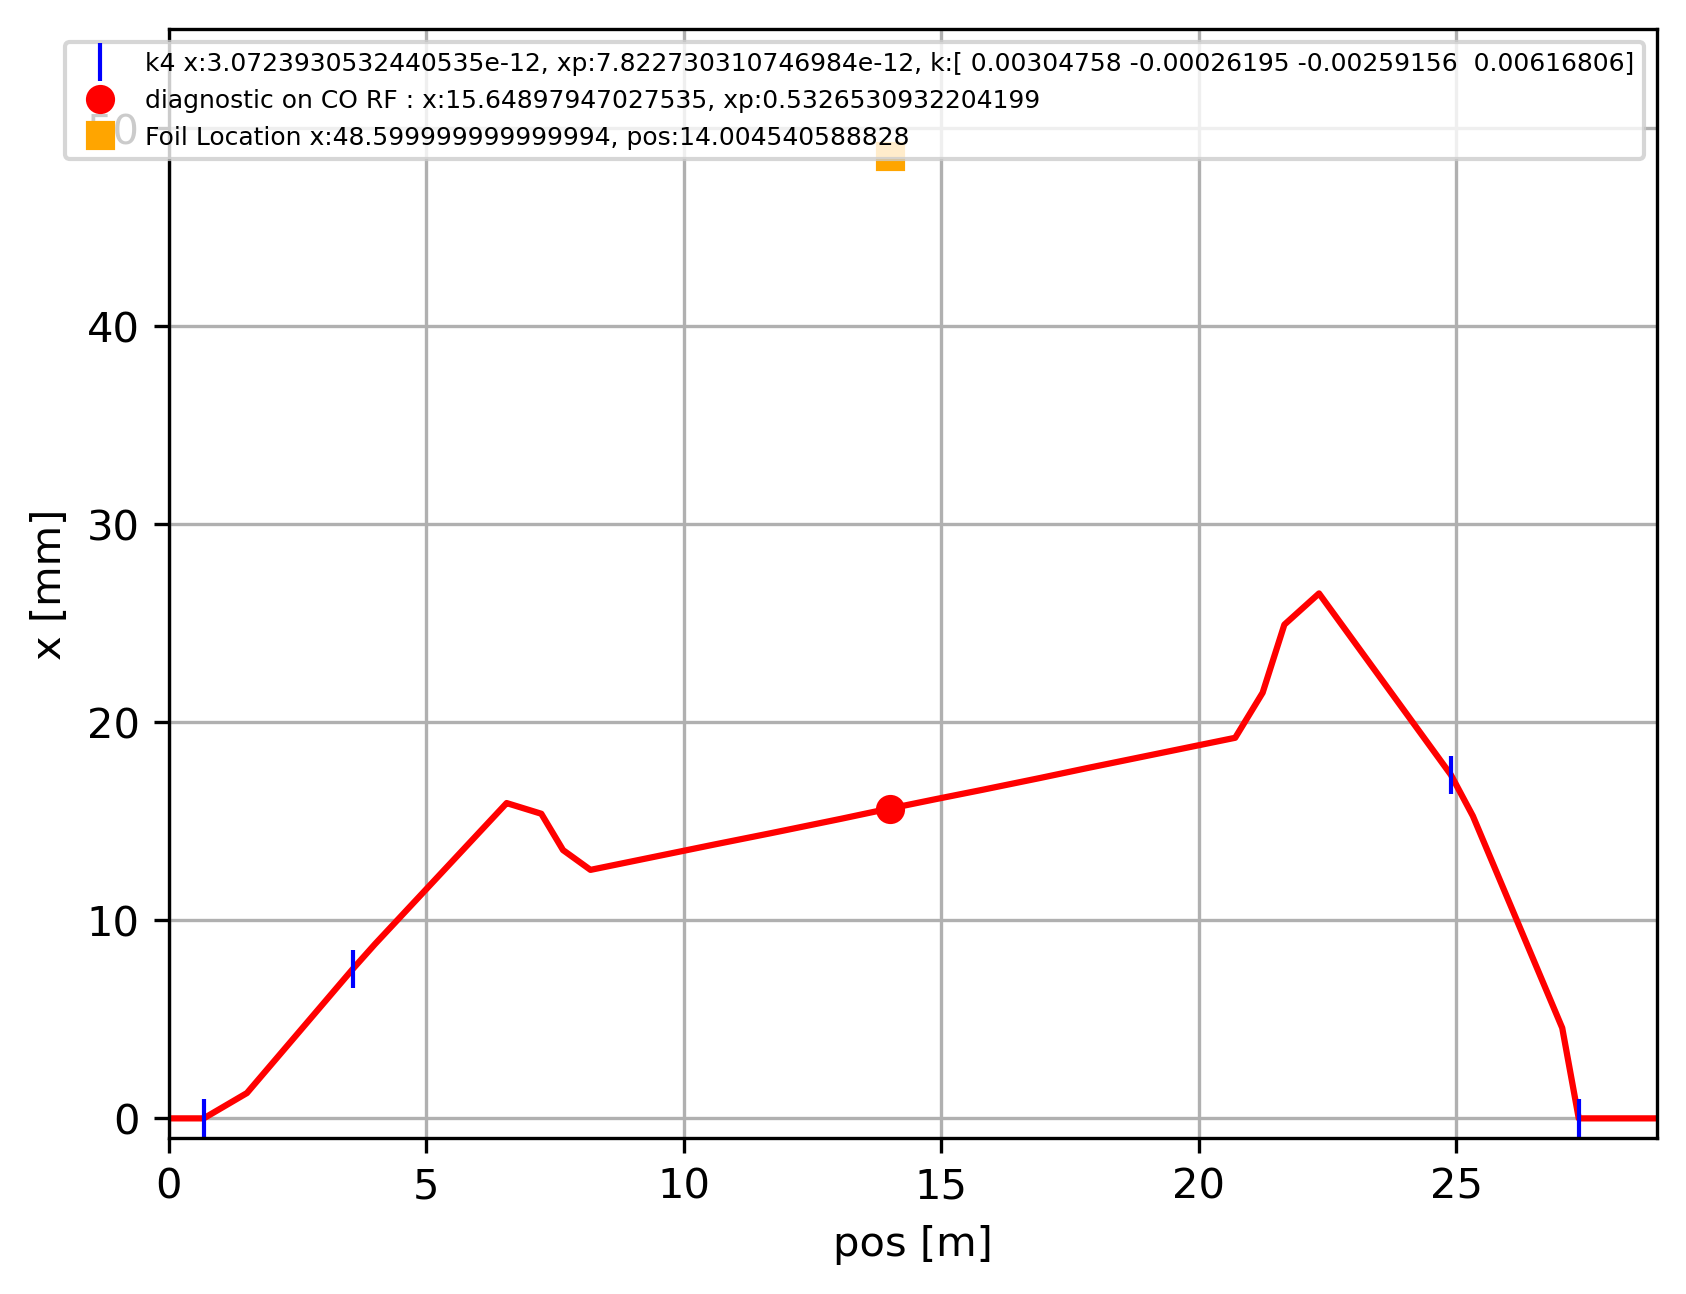 k4 x:3.0723930532440535e-12, xp:7.822730310746984e-12, k:[ 0.00304758 -0.00026195 -0.00259156  0.00616806]
diagnostic on CO RF : x:15.64897947027535, xp:0.5326530932204199
Foil Location x:48.599999999999994, pos:14.004540588828
50
40
30
20
10
0
x [mm]
0 5 10 15 20 25
pos [m]